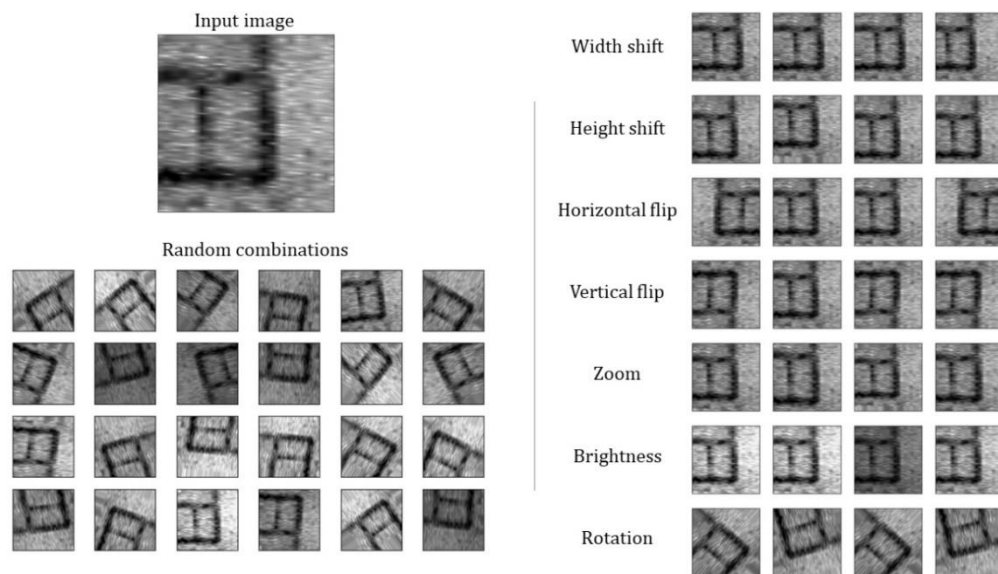 Input image
Random combinations
Width shift
Height shift
Horizontal flip
Vertical flip
Zoom
Brightness
Rotation